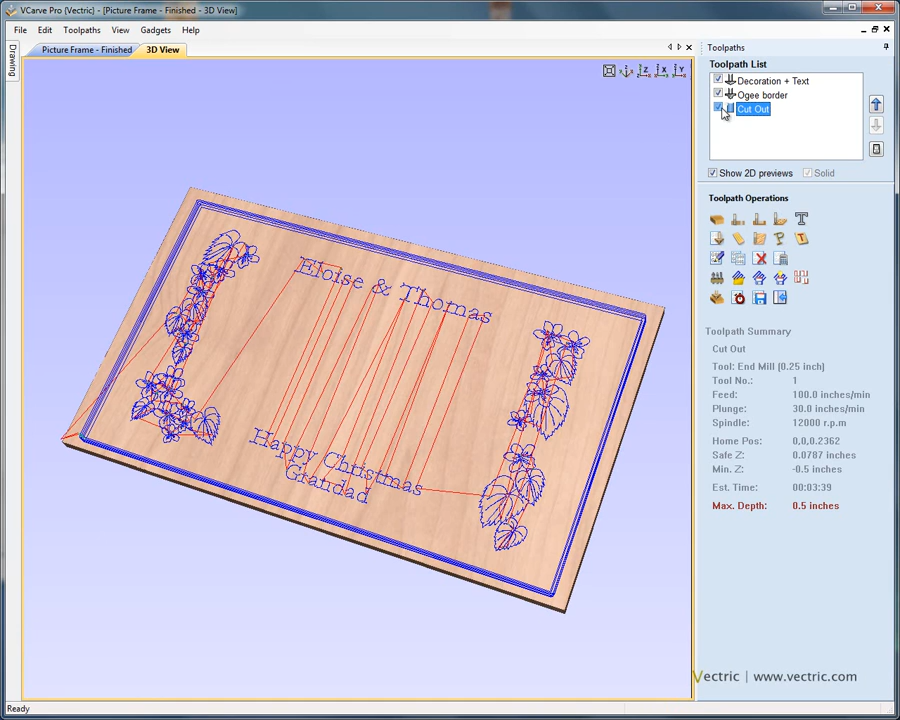 VCarve Pro (Vectric) - [Picture Frame - Finished - 3D View]
File Edit Toolpaths View Gadgets Help
Drawing
Picture Frame - Finished 3D View
Z X Y
Eloise & Thomas
Happy Christmas
Grandad
Toolpaths
Toolpath List
Decoration + Text
Ogee border
Cut Out
Show 2D previews Solid
Toolpath Operations
Toolpath Summary
Cut Out
Tool: End Mill (0.25 inch)
Tool No.: 1
Feed: 100.0 inches/min
Plunge: 30.0 inches/min
Spindle: 12000 r.p.m
Home Pos: 0,0,0.2362
Safe Z: 0.0787 inches
Min. Z: -0.5 inches
Est. Time: 00:03:39
Max. Depth: 0.5 inches
Vectric | www.vectric.com
Ready